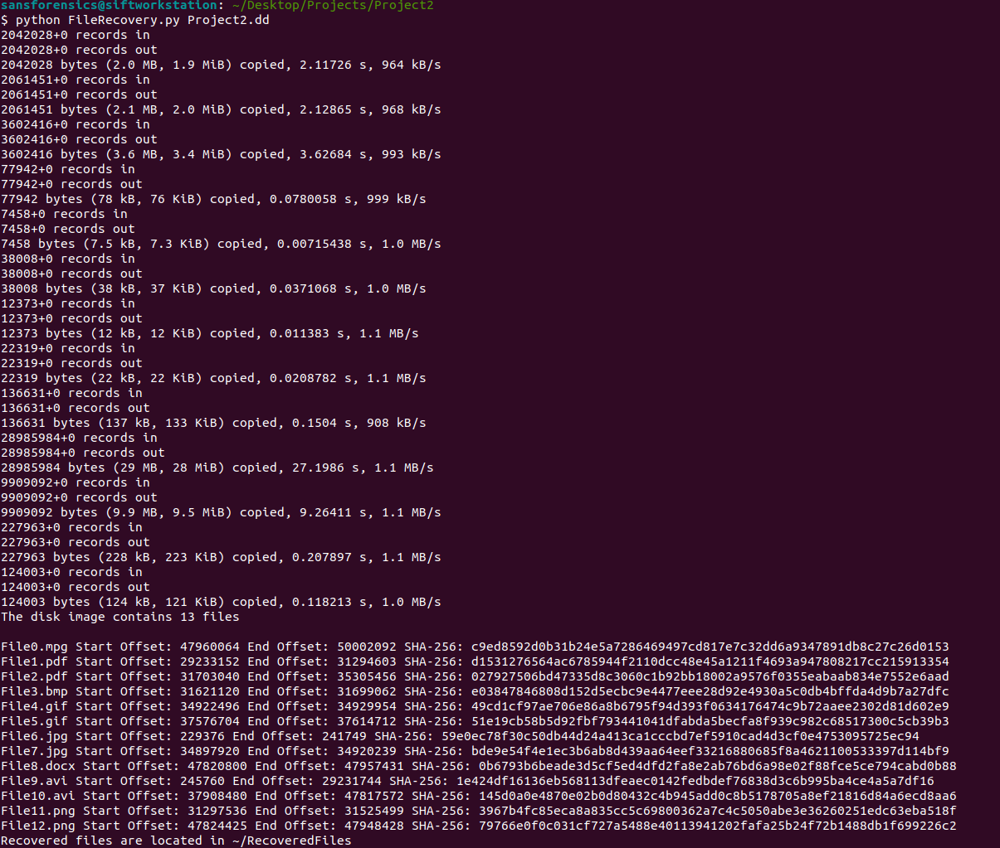 sansforensics@siftworkstation: ~/Desktop/Projects/Project2
$ python FileRecovery.py Project2.dd
2042028+0 records in
2042028+0 records out
2042028 bytes (2.0 MB, 1.9 MiB) copied, 2.11726 s, 964 kB/s
2061451+0 records in
2061451+0 records out
2061451 bytes (2.1 MB, 2.0 MiB) copied, 2.12865 s, 968 kB/s
3602416+0 records in
3602416+0 records out
3602416 bytes (3.6 MB, 3.4 MiB) copied, 3.62684 s, 993 kB/s
77942+0 records in
77942+0 records out
77942 bytes (78 kB, 76 KiB) copied, 0.0780058 s, 999 kB/s
7458+0 records in
7458+0 records out
7458 bytes (7.5 kB, 7.3 KiB) copied, 0.00715438 s, 1.0 MB/s
38008+0 records in
38008+0 records out
38008 bytes (38 kB, 37 KiB) copied, 0.0371068 s, 1.0 MB/s
12373+0 records in
12373+0 records out
12373 bytes (12 kB, 12 KiB) copied, 0.011383 s, 1.1 MB/s
22319+0 records in
22319+0 records out
22319 bytes (22 kB, 22 KiB) copied, 0.0208782 s, 1.1 MB/s
136631+0 records in
136631+0 records out
136631 bytes (137 kB, 133 KiB) copied, 0.1504 s, 908 kB/s
28985984+0 records in
28985984+0 records out
28985984 bytes (29 MB, 28 MiB) copied, 27.1986 s, 1.1 MB/s
9909092+0 records in
9909092+0 records out
9909092 bytes (9.9 MB, 9.5 MiB) copied, 9.26411 s, 1.1 MB/s
227963+0 records in
227963+0 records out
227963 bytes (228 kB, 223 KiB) copied, 0.207897 s, 1.1 MB/s
124003+0 records in
124003+0 records out
124003 bytes (124 kB, 121 KiB) copied, 0.118213 s, 1.0 MB/s
The disk image contains 13 files
File0.mpg Start Offset: 47960064 End Offset: 50002092 SHA-256: c9ed8592d0b31b24e5a7286469497cd817e7c32dd6a9347891db8c27c26d0153
File1.pdf Start Offset: 29233152 End Offset: 31294603 SHA-256: d1531276564ac6785944f2110dcc48e45a1211f4693a947808217cc215913354
File2.pdf Start Offset: 31703040 End Offset: 35305456 SHA-256: 027927506bd47335d8c3060c1b92bb18002a9576f0355eabaab834e7552e6aad
File3.bmp Start Offset: 31621120 End Offset: 31699062 SHA-256: e03847846808d152d5ecbc9e4477eee28d92e4930a5c0db4bffda4d9b7a27dfc
File4.gif Start Offset: 34922496 End Offset: 34929954 SHA-256: 49cd1cf97ae706e86a8b6795f94d393f0634176474c9b72aaee2302d81d602e9
File5.gif Start Offset: 37576704 End Offset: 37614712 SHA-256: 51e19cb58b5d92fbf793441041dfabda5becfa8f939c982c68517300c5cb39b3
File6.jpg Start Offset: 229376 End Offset: 241749 SHA-256: 59e0ec78f30c50db44d24a413ca1cccbd7ef5910cad4d3cf0e4753095725ec94
File7.jpg Start Offset: 34897920 End Offset: 34920239 SHA-256: bde9e54f4e1ec3b6ab8d439aa64eef33216880685f8a4621100533397d114bf9
File8.docx Start Offset: 47820800 End Offset: 47957431 SHA-256: 0b6793b6beade3d5cf5ed4dfd2fa8e2ab76bd6a98e02f88fce5ce794cabd0b88
File9.avi Start Offset: 245760 End Offset: 29231744 SHA-256: 1e424df16136eb568113dfeaec0142fedbdef76838d3c6b995ba4ce4a5a7df16
File10.avi Start Offset: 37908480 End Offset: 47817572 SHA-256: 145d0a0e4870e02b0d80432c4b945add0c8b5178705a8ef21816d84a6ecd8aa6
File11.png Start Offset: 31297536 End Offset: 31525499 SHA-256: 3967b4fc85eca8a835cc5c69800362a7c4c5050abe3e36260251edc63eba518f
File12.png Start Offset: 47824425 End Offset: 47948428 SHA-256: 79766e0f0c031cf727a5488e40113941202fafa25b24f72b1488db1f699226c2
Recovered files are located in ~/RecoveredFiles